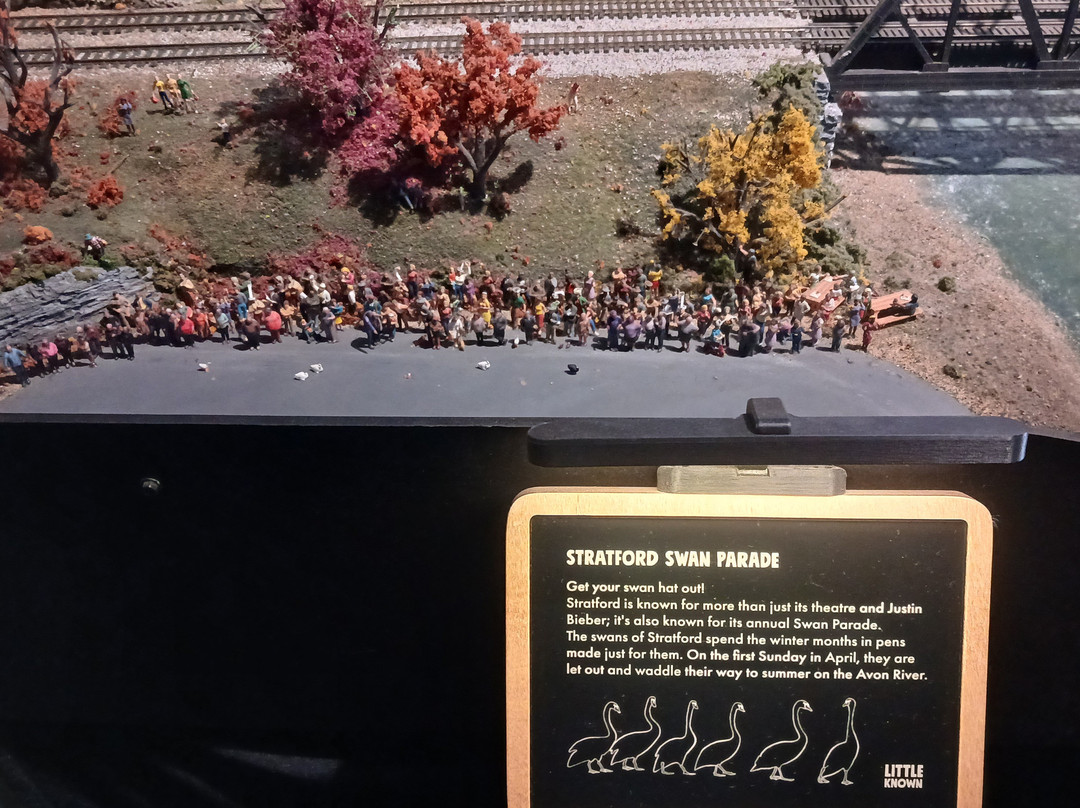 STRATFORD SWAN PARADE
Get your swan hat out!
Stratford is known for more than just its theatre and Justin
Bieber; it's also known for its annual Swan Parade.
The swans of Stratford spend the winter months in pens
made just for them. On the first Sunday in April, they are
let out and waddle their way to summer on the Avon River.
LITTLE
KNOWN